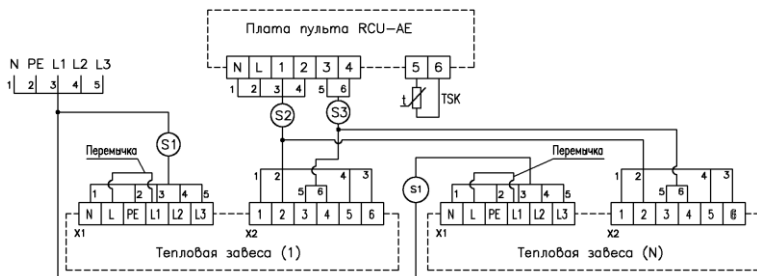 Плата пульта RCU-AE
N L 1 2 3 4 5 6
1 2 3 4 5 6
t TSK
N PE L1 L2 L3
1 2 3 4 5
S1 S2 S3
Перемычка
1 2 3 4 5
N L PE L1 L2 L3
X1
1 2 5 6 4 3
1 2 3 4 5 6
X2
Тепловая завеса (1)
S1
Перемычка
1 2 3 4 5
N L PE L1 L2 L3
X1
1 2 5 6 4 3
1 2 3 4 5 6
X2
Тепловая завеса (N)